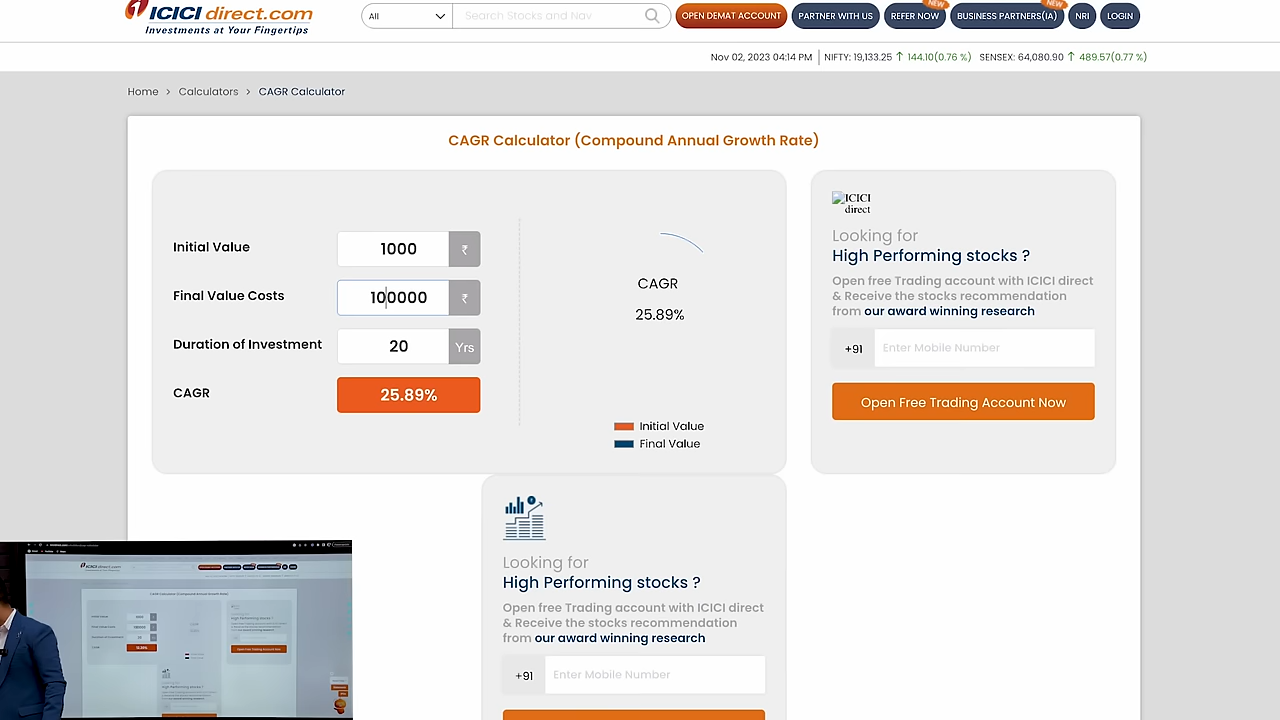 ICICI direct.com
Investments at Your Fingertips
All
Search Stocks and Nav
OPEN DEMAT ACCOUNT
PARTNER WITH US
REFER NOW
NEW
BUSINESS PARTNERS(IA)
NEW
NRI
LOGIN
Nov 02, 2023 04:14 PM | NIFTY: 19,133.25 ↑ 144.10(0.76 %) SENSEX: 64,080.90 ↑ 489.57(0.77 %)
Home > Calculators > CAGR Calculator
CAGR Calculator (Compound Annual Growth Rate)
Initial Value 1000 ₹
Final Value Costs 100000 ₹
Duration of Investment 20 Yrs
CAGR 25.89%
CAGR
25.89%
Initial Value
Final Value
ICICI
direct
Looking for
High Performing stocks ?
Open free Trading account with ICICI direct
& Receive the stocks recommendation
from our award winning research
+91 Enter Mobile Number
Open Free Trading Account Now
Looking for
High Performing stocks ?
Open free Trading account with ICICI direct
& Receive the stocks recommendation
from our award winning research
+91 Enter Mobile Number
ICICI direct.com